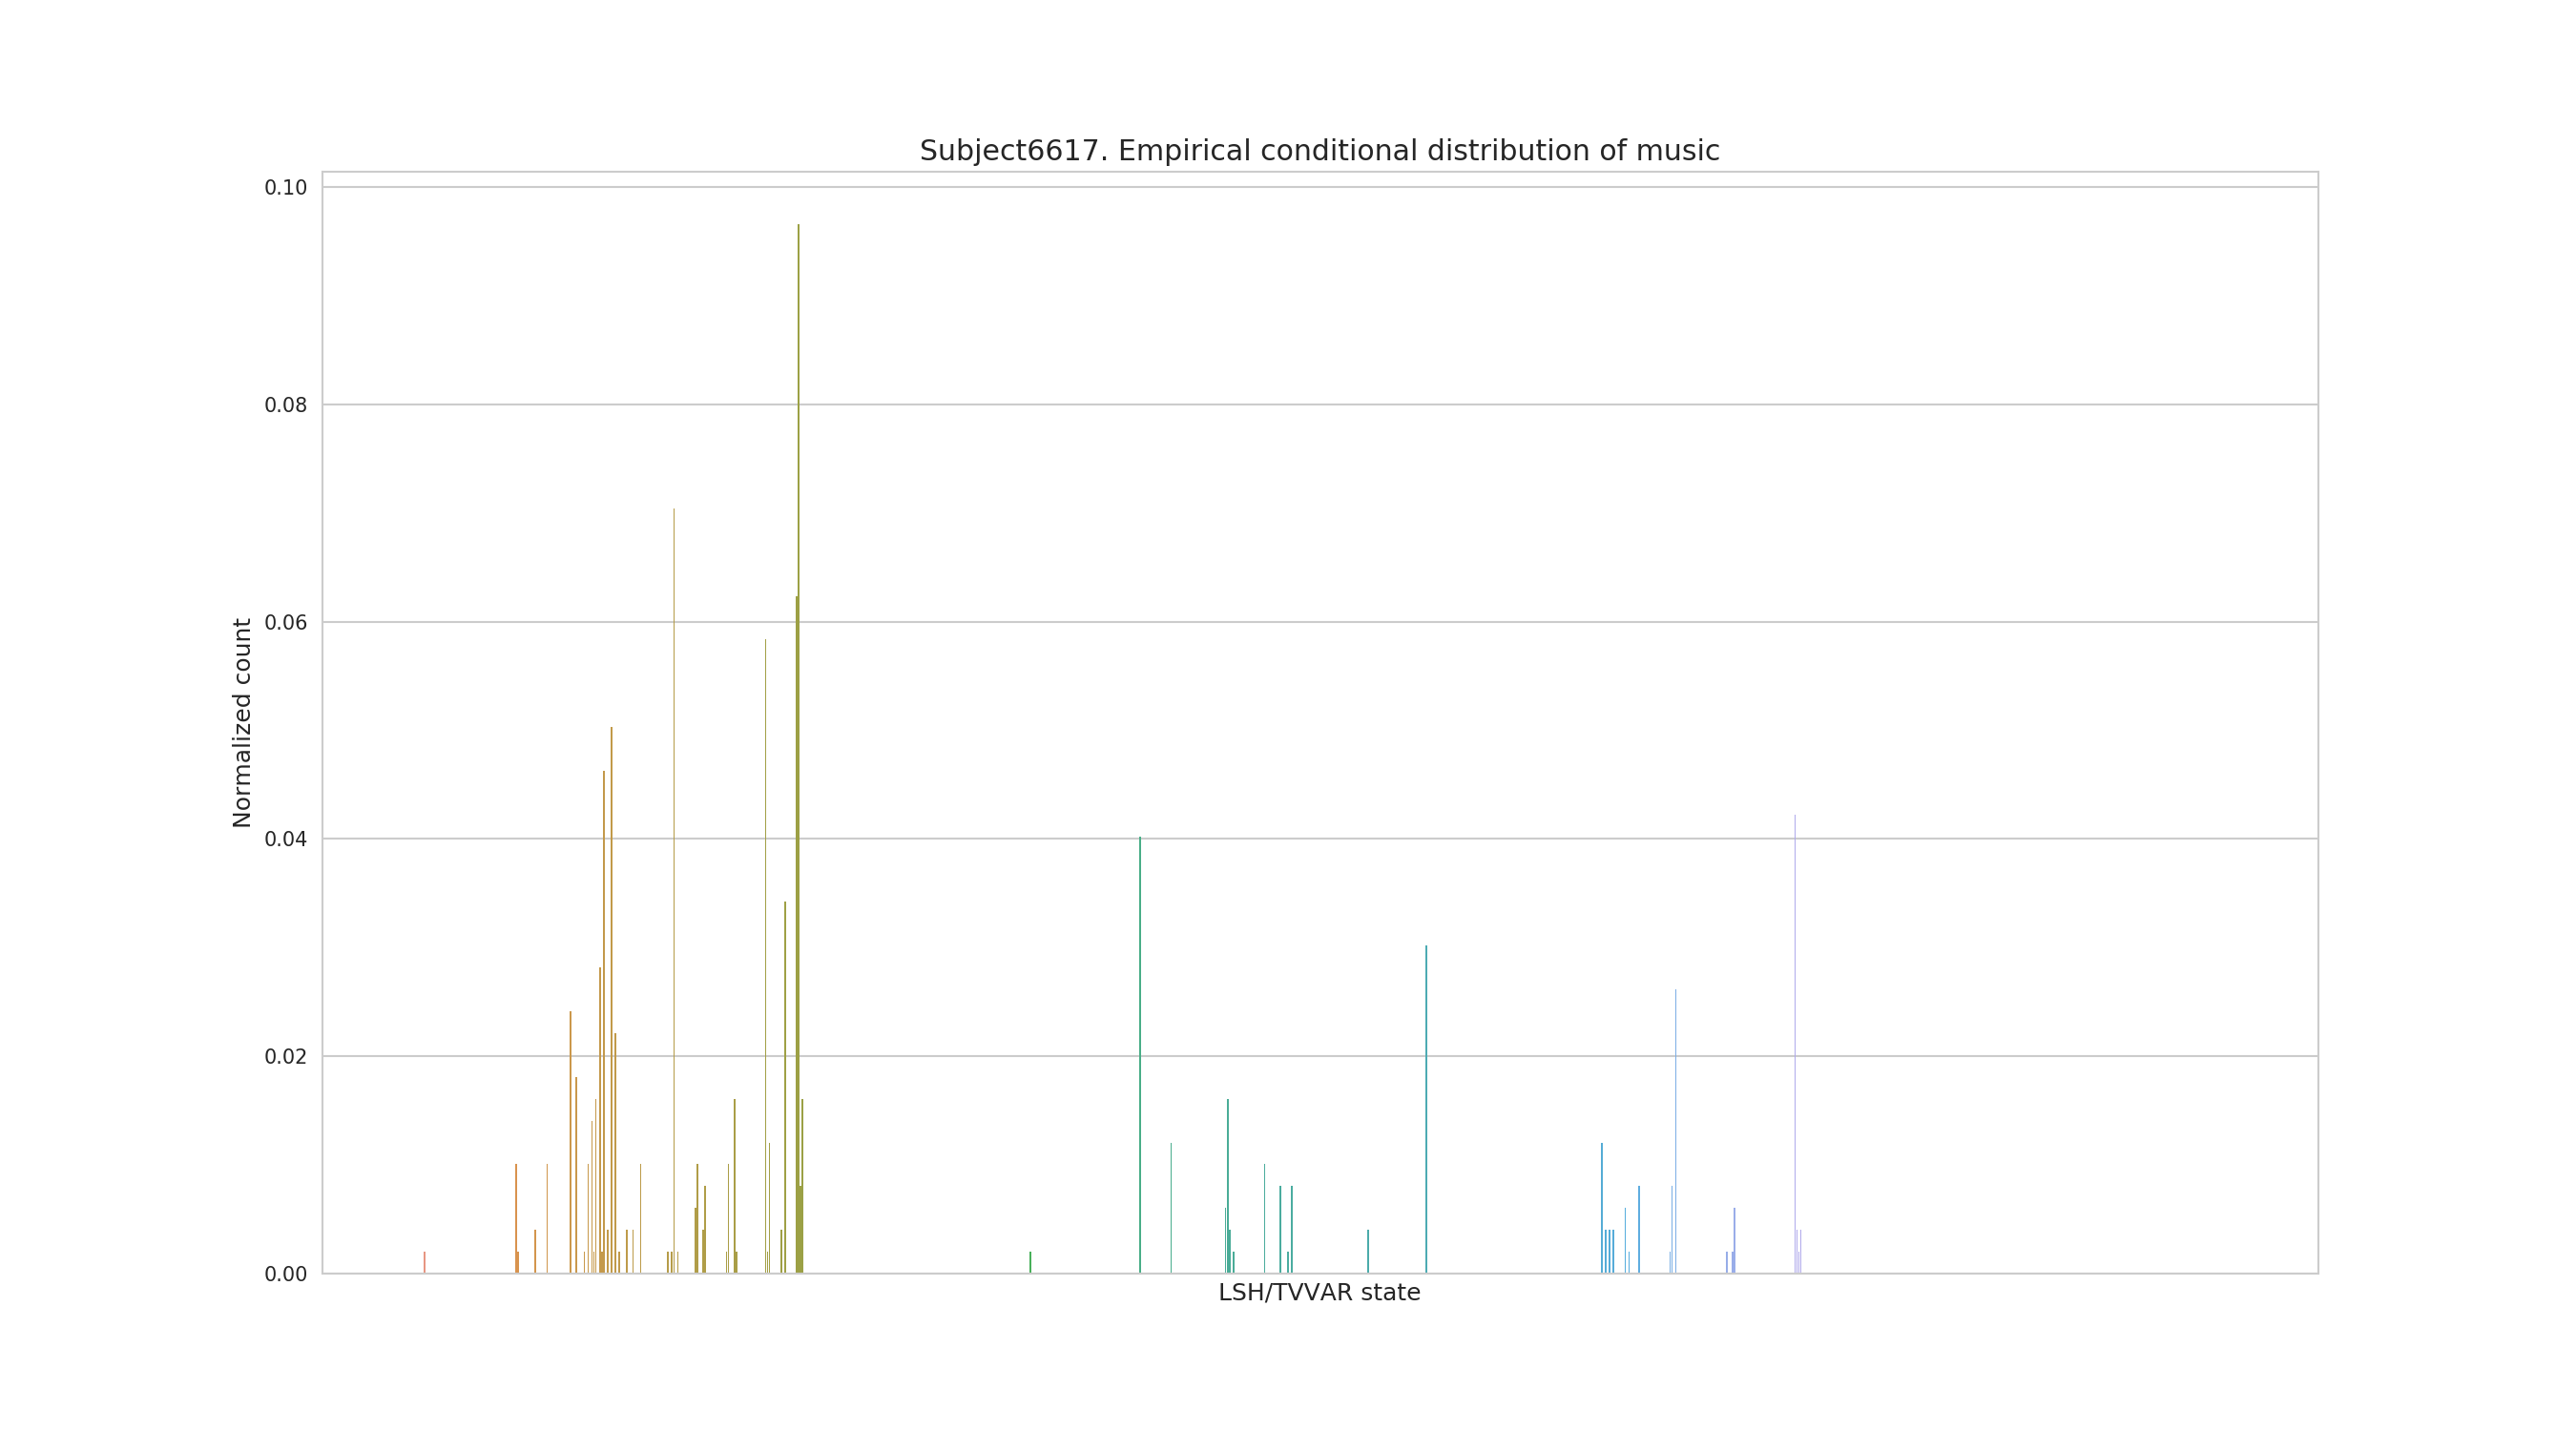 Subject6617. Empirical conditional distribution of music
0.10
0.08
0.06
0.04
0.02
0.00
Normalized count
LSH/TVVAR state